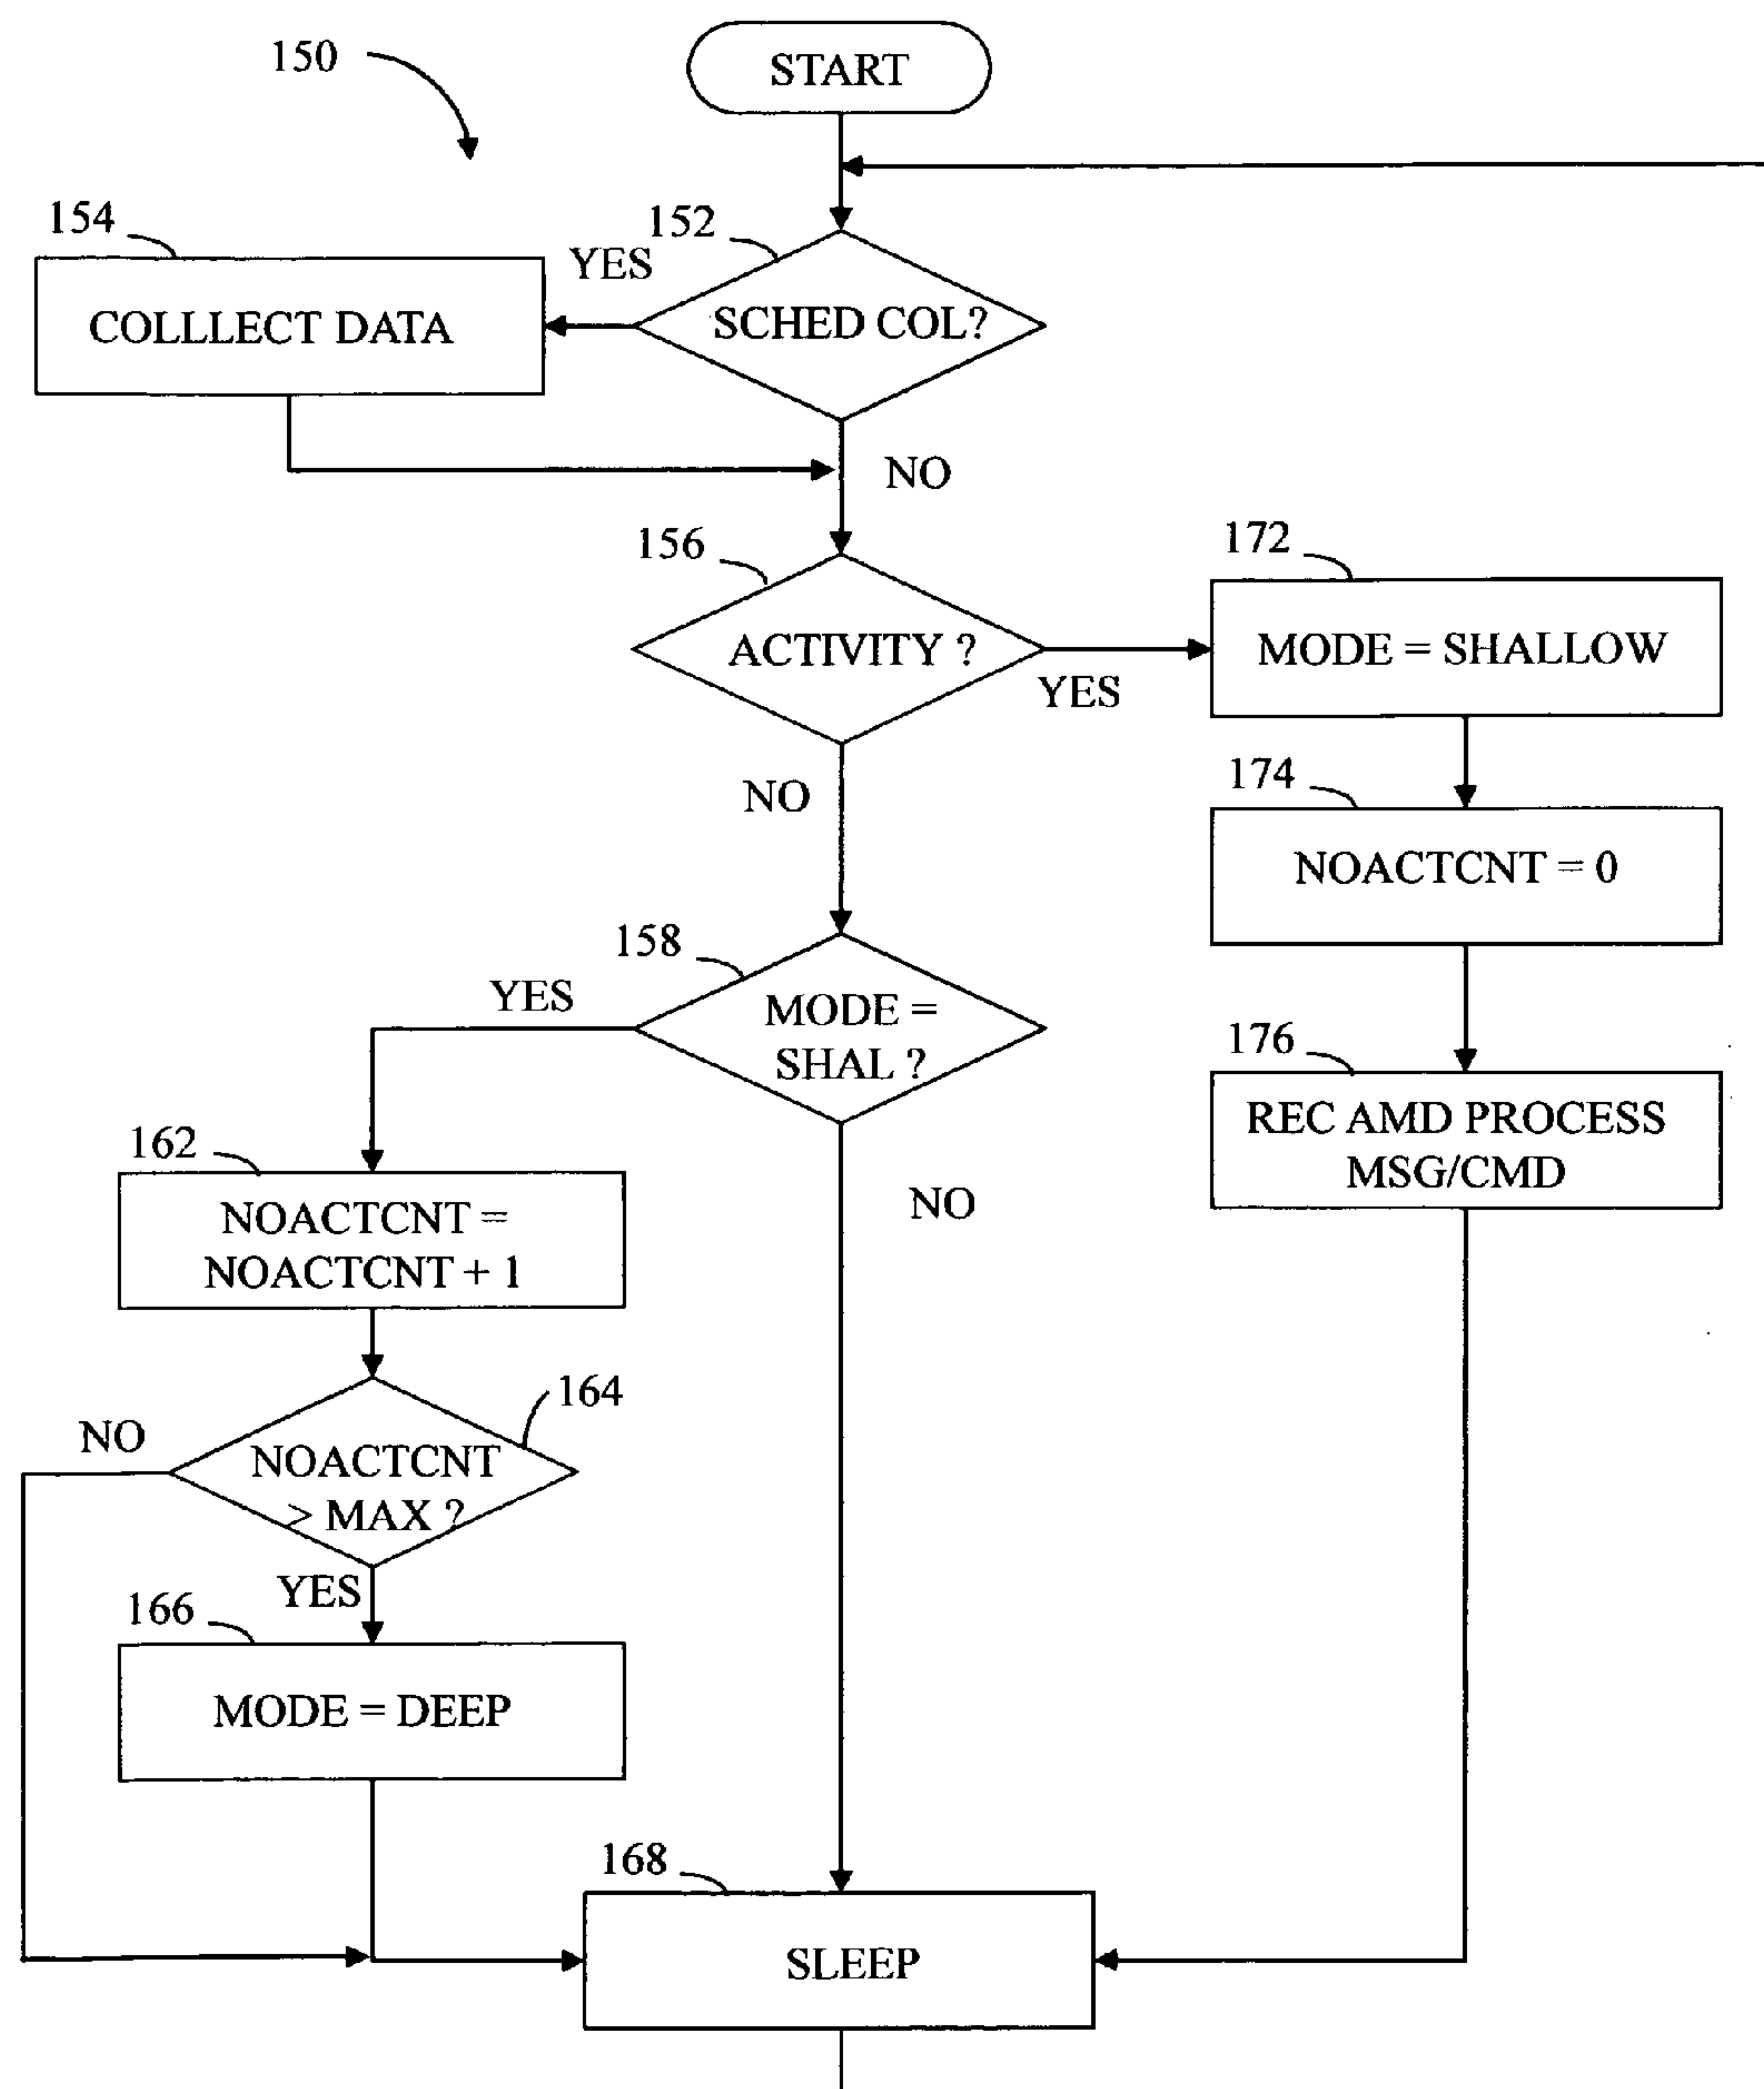 150
START
152
154
YES
SCHED COL?
COLLLECT DATA
NO
156
172
ACTIVITY ?
MODE = SHALLOW
YES
NO
174
NOACTCNT = 0
158
YES
MODE =
SHAL ?
176
REC AMD PROCESS
MSG/CMD
162
NO
NOACTCNT =
NOACTCNT + 1
164
NO
NOACTCNT
> MAX ?
YES
166
MODE = DEEP
168
SLEEP